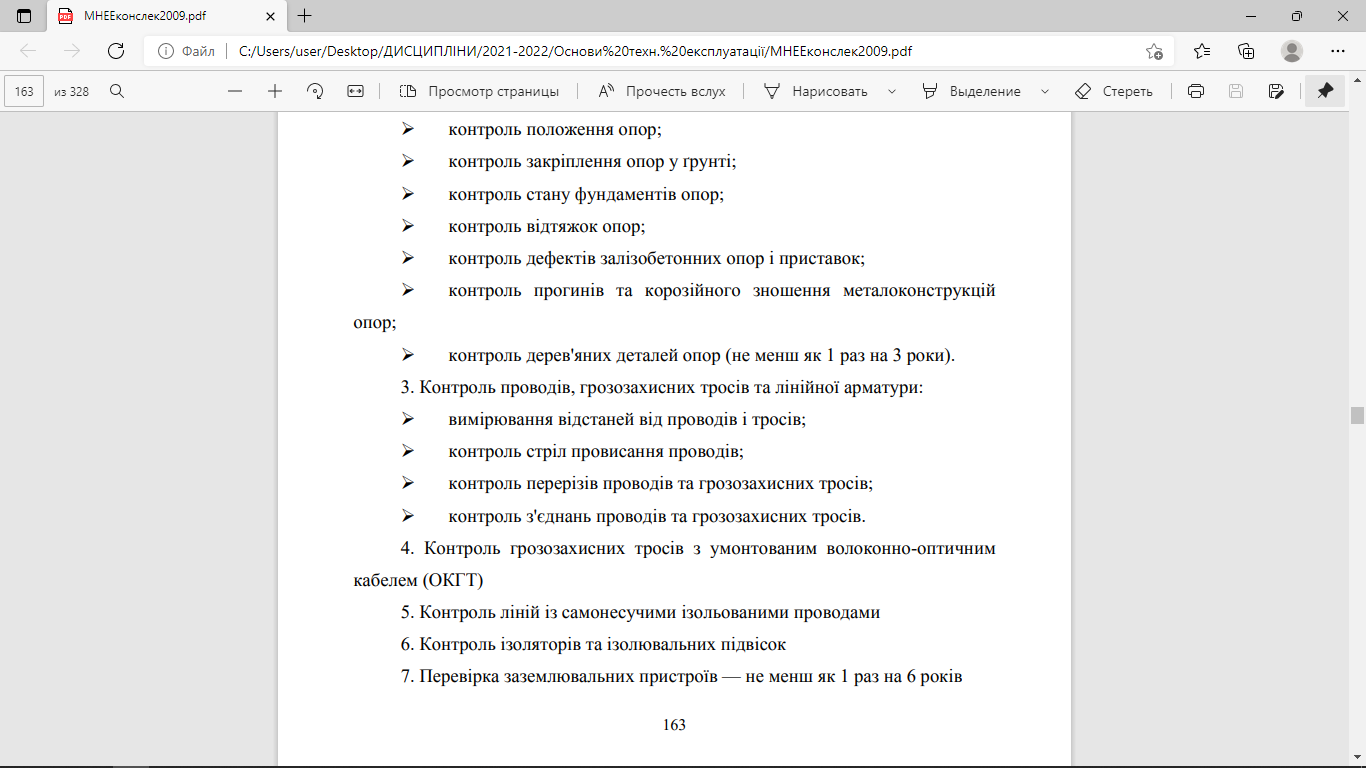 МНЕЕконслек2009.pdf
Файл C:/Users/user/Desktop/ДИСЦИПЛІНИ/2021-2022/Основи%20техн.%20експлуатації/МНЕЕконслек2009.pdf
163 из 328 Просмотр страницы Прочесть вслух Нарисовать Выделение Стереть
➢ контроль положення опор;
➢ контроль закріплення опор у ґрунті;
➢ контроль стану фундаментів опор;
➢ контроль відтяжок опор;
➢ контроль дефектів залізобетонних опор і приставок;
➢ контроль прогинів та корозійного зношення металоконструкцій
опор;
➢ контроль дерев'яних деталей опор (не менш як 1 раз на 3 роки).
3. Контроль проводів, грозозахисних тросів та лінійної арматури:
➢ вимірювання відстаней від проводів і тросів;
➢ контроль стріл провисання проводів;
➢ контроль перерізів проводів та грозозахисних тросів;
➢ контроль з'єднань проводів та грозозахисних тросів.
4. Контроль грозозахисних тросів з умонтованим волоконно-оптичним
кабелем (ОКГТ)
5. Контроль ліній із самонесучими ізольованими проводами
6. Контроль ізоляторів та ізолювальних підвісок
7. Перевірка заземлювальних пристроїв — не менш як 1 раз на 6 років
163